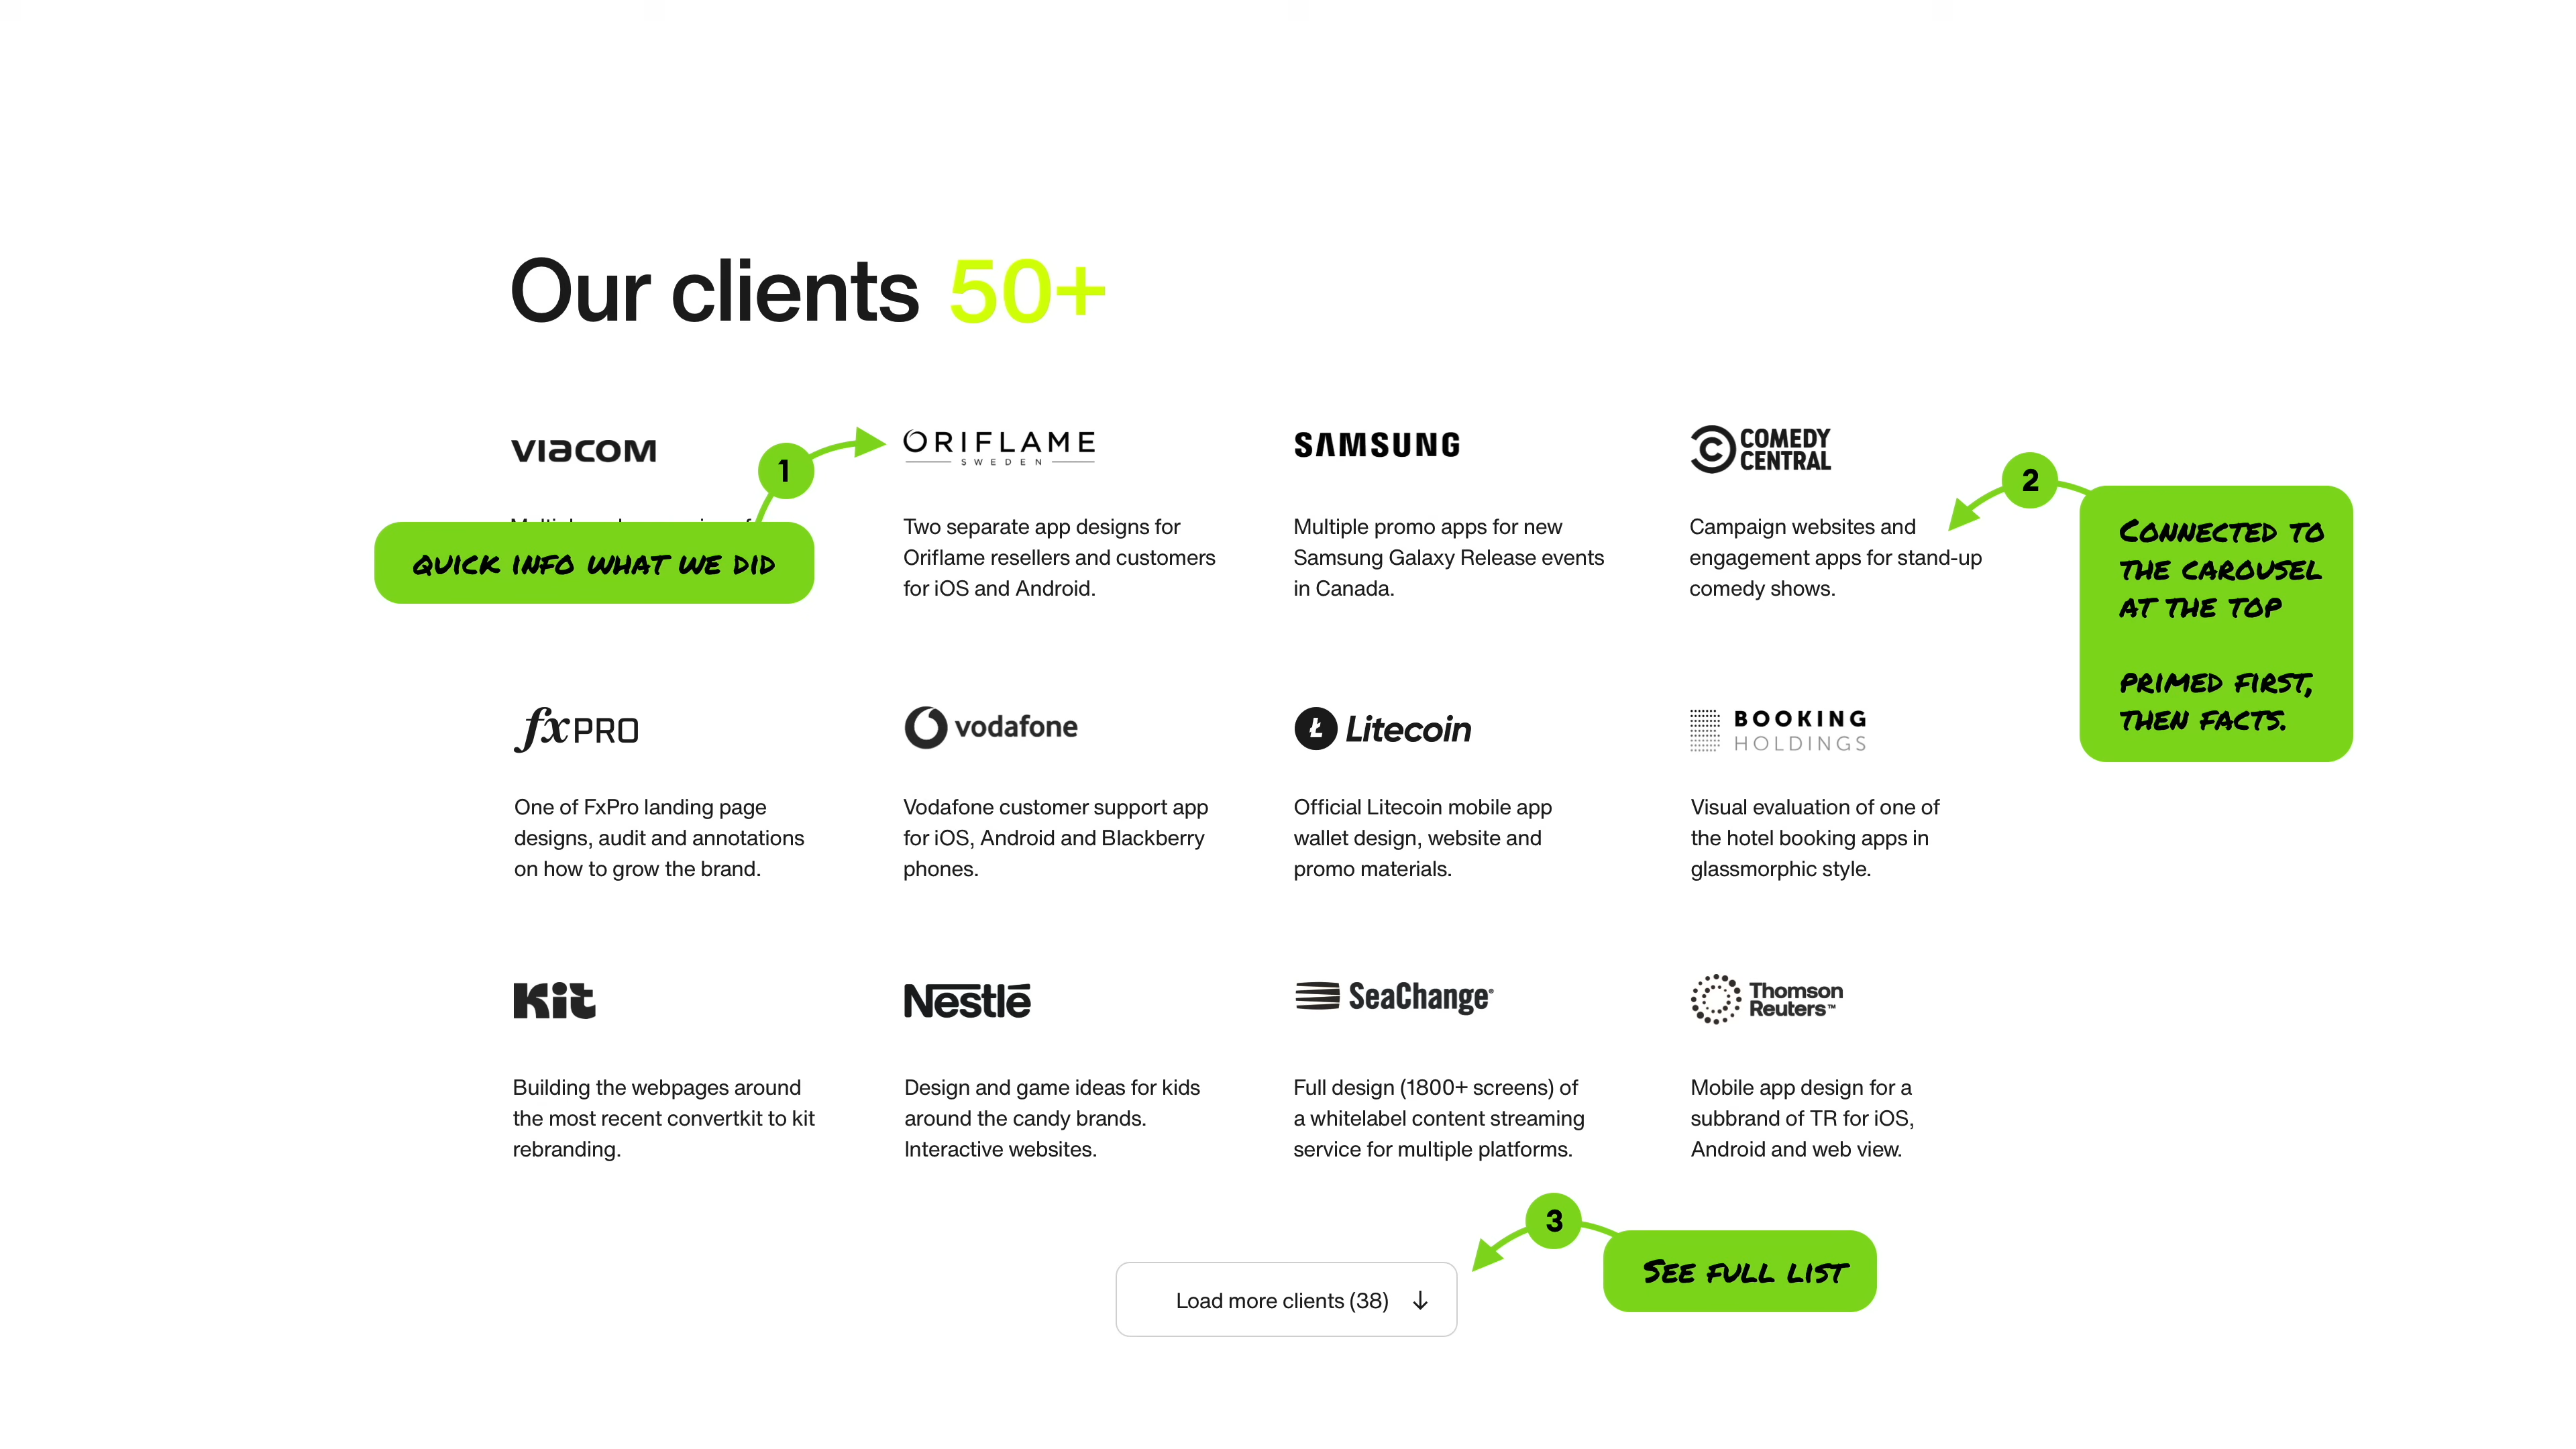 Our clients 50+
VIACOM
ORIFLAME
SWEDEN
SAMSUNG
COMEDY
CENTRAL
1
2
QUICK INFO WHAT WE DID
Two separate app designs for
Oriflame resellers and customers
for iOS and Android.
Multiple promo apps for new
Samsung Galaxy Release events
in Canada.
Campaign websites and
engagement apps for stand-up
comedy shows.
CONNECTED TO
THE CAROUSEL
AT THE TOP
PRIMED FIRST,
THEN FACTS.
fxPRO
vodafone
Litecoin
BOOKING
HOLDINGS
One of FxPro landing page
designs, audit and annotations
on how to grow the brand.
Vodafone customer support app
for iOS, Android and Blackberry
phones.
Official Litecoin mobile app
wallet design, website and
promo materials.
Visual evaluation of one of
the hotel booking apps in
glassmorphic style.
Kit
Nestlé
SeaChange
Thomson
Reuters™
Building the webpages around
the most recent convertkit to kit
rebranding.
Design and game ideas for kids
around the candy brands.
Interactive websites.
Full design (1800+ screens) of
a whitelabel content streaming
service for multiple platforms.
Mobile app design for a
subbrand of TR for iOS,
Android and web view.
3
SEE FULL LIST
Load more clients (38) ↓